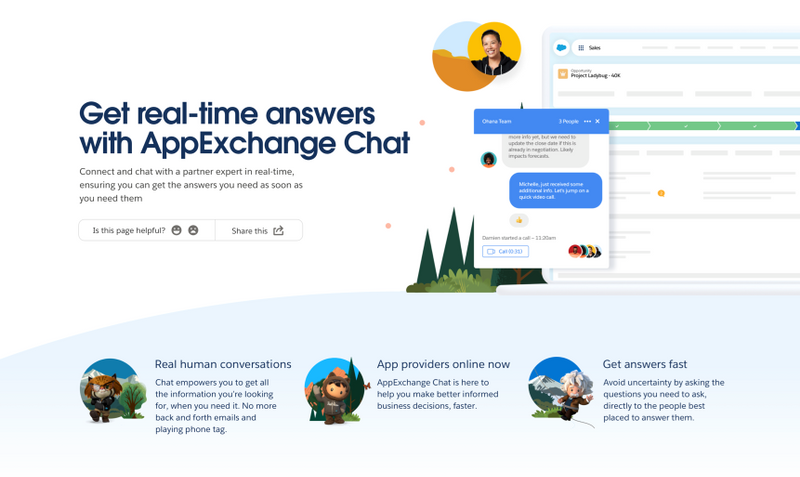 Get real-time answers
with AppExchange Chat
Connect and chat with a partner expert in real-time,
ensuring you can get the answers you need as soon as
you need them
Is this page helpful?
Share this
Sales
Opportunity
Project Ladybug - 40K
Ohana Team
3 People
more info yet, but we need to
update the close date if this is
already in negotiation. Likely
impacts forecasts.
Michelle, just received some
additional info. Let's jump on a
quick video call.
Damien started a call – 11:20am
Call (0:31)
Real human conversations
Chat empowers you to get all
the information you're looking
for, when you need it. No more
back and forth emails and
playing phone tag.
App providers online now
AppExchange Chat is here to
help you make better informed
business decisions, faster.
Get answers fast
Avoid uncertainty by asking the
questions you need to ask,
directly to the people best
placed to answer them.